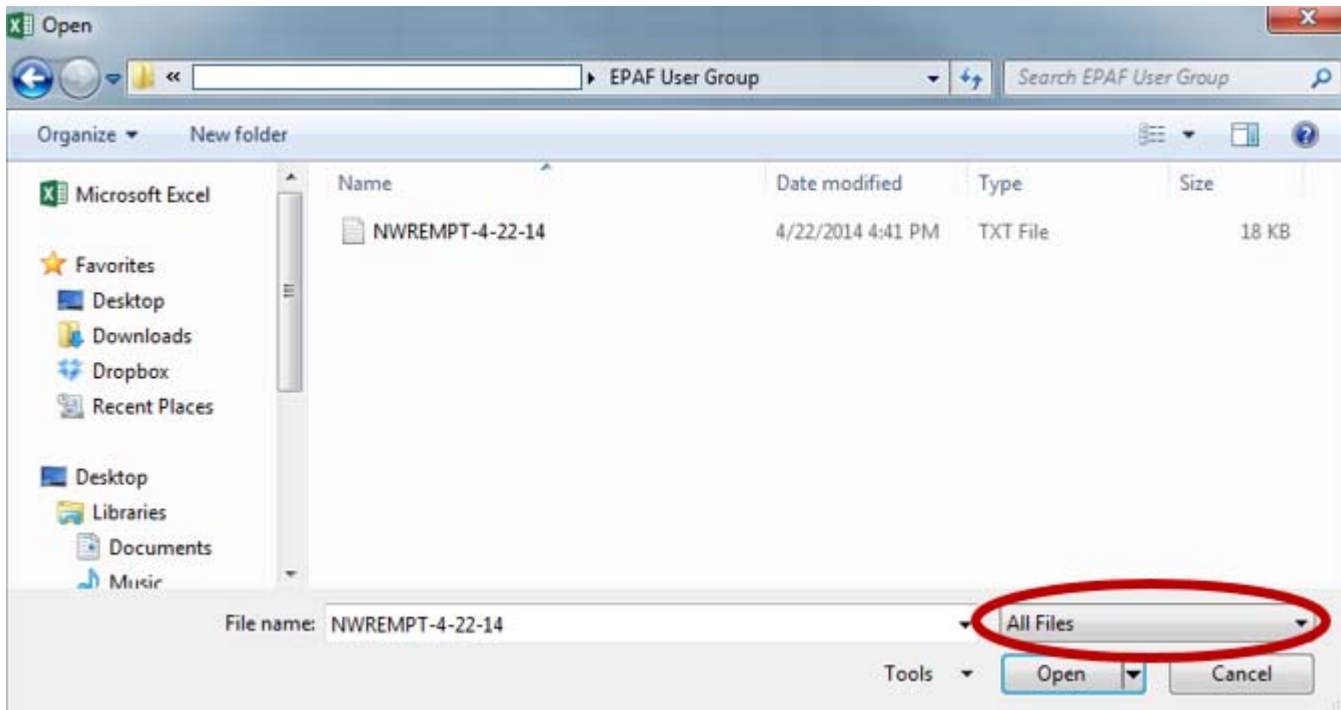 Open
« EPAF User Group Search EPAF User Group
Organize New folder
Microsoft Excel
Favorites
Desktop
Downloads
Dropbox
Recent Places
Desktop
Libraries
Documents
Music
Name Date modified Type Size
NWREMPT-4-22-14 4/22/2014 4:41 PM TXT File 18 KB
File name: NWREMPT-4-22-14 All Files
Tools Open Cancel